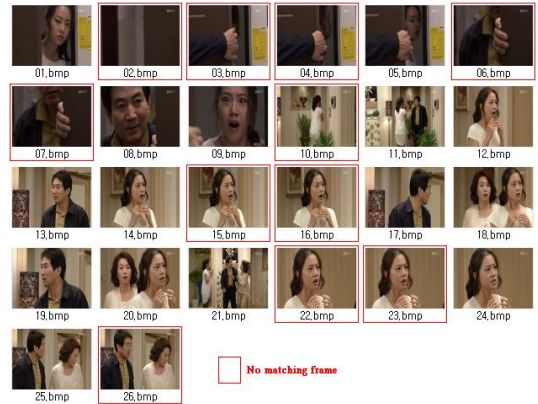 01.bmp 02.bmp 03.bmp 04.bmp 05.bmp 06.bmp
07.bmp 08.bmp 09.bmp 10.bmp 11.bmp 12.bmp
13.bmp 14.bmp 15.bmp 16.bmp 17.bmp 18.bmp
19.bmp 20.bmp 21.bmp 22.bmp 23.bmp 24.bmp
25.bmp 26.bmp
No matching frame